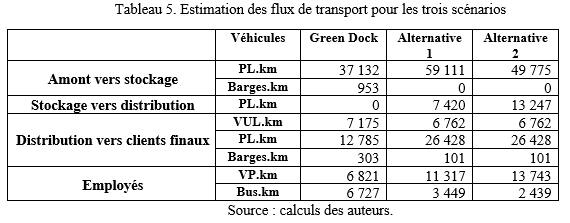 Tableau 5. Estimation des flux de transport pour les trois scénarios
Véhicules Green Dock Alternative 1 Alternative 2
Amont vers stockage PL.km 37 132 59 111 49 775
Barges.km 953 0 0
Stockage vers distribution PL.km 0 7 420 13 247
Distribution vers clients finaux VUL.km 7 175 6 762 6 762
PL.km 12 785 26 428 26 428
Barges.km 303 101 101
Employés VP.km 6 821 11 317 13 743
Bus.km 6 727 3 449 2 439
Source : calculs des auteurs.